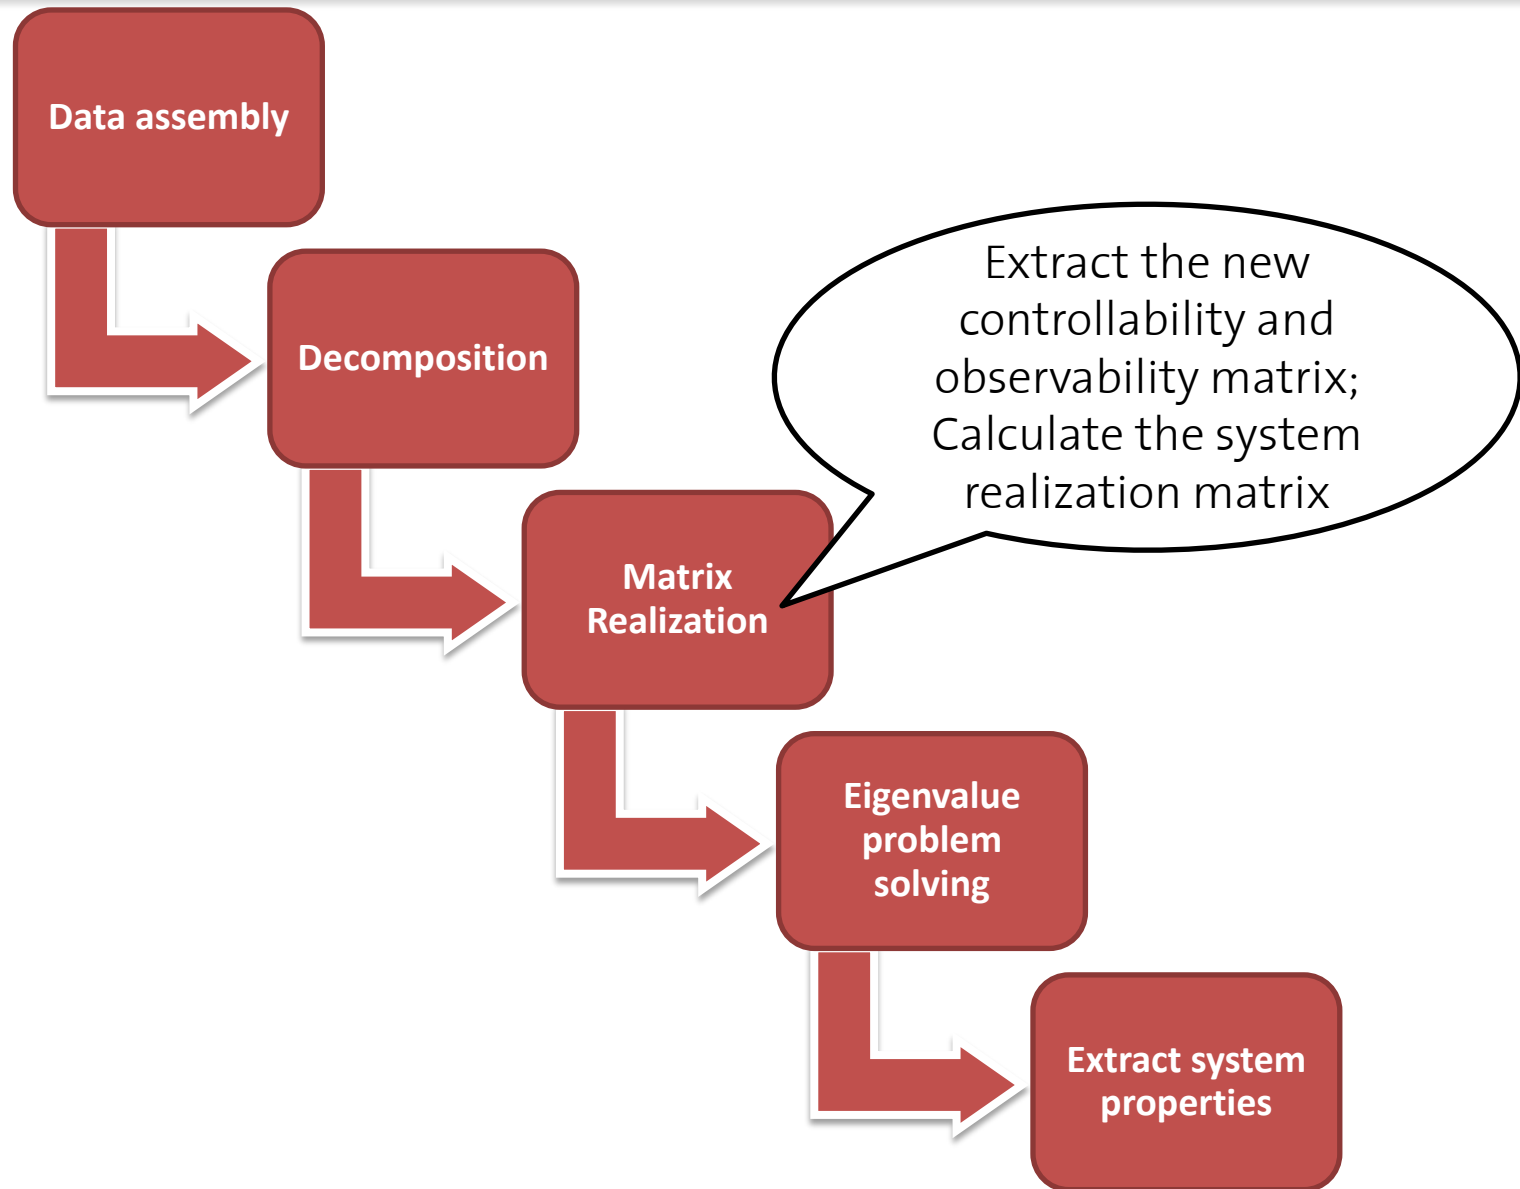 Data assembly
Decomposition
Extract the new
controllability and
observability matrix;
Calculate the system
realization matrix
Matrix
Realization
Eigenvalue
problem
solving
Extract system
properties